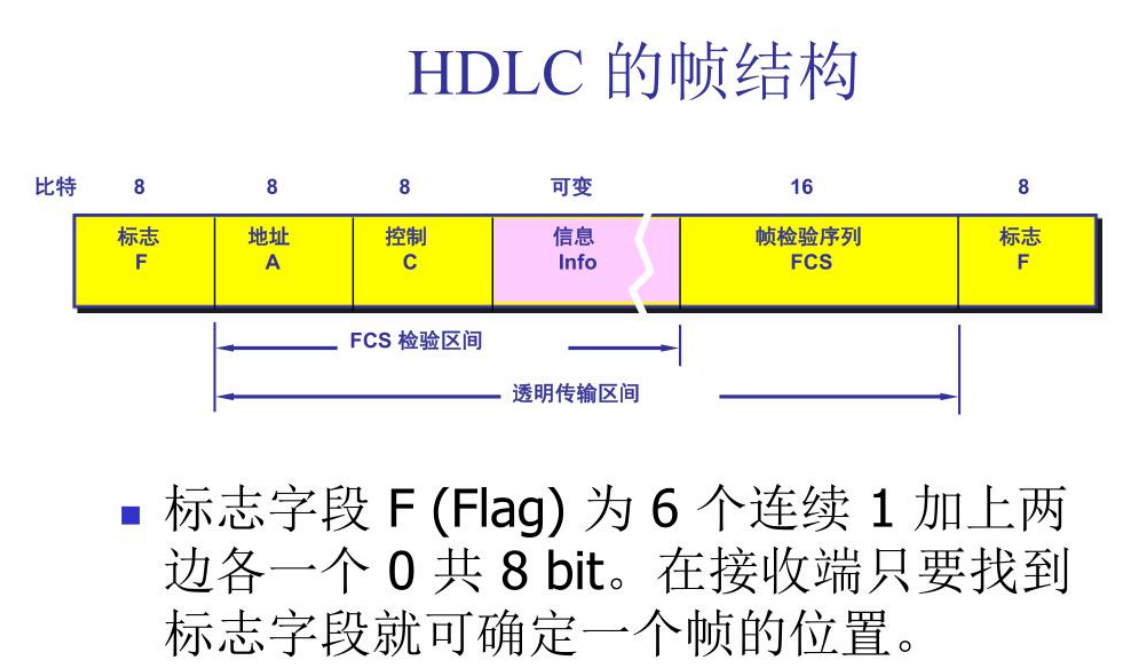 HDLC 的帧结构
比特 8 8 8 可变 16 8
标志 地址 控制 信息 帧检验序列 标志
F A C Info FCS F
FCS 检验区间
透明传输区间
标志字段 F (Flag) 为 6 个连续 1 加上两
边各一个 0 共 8 bit。在接收端只要找到
标志字段就可确定一个帧的位置。